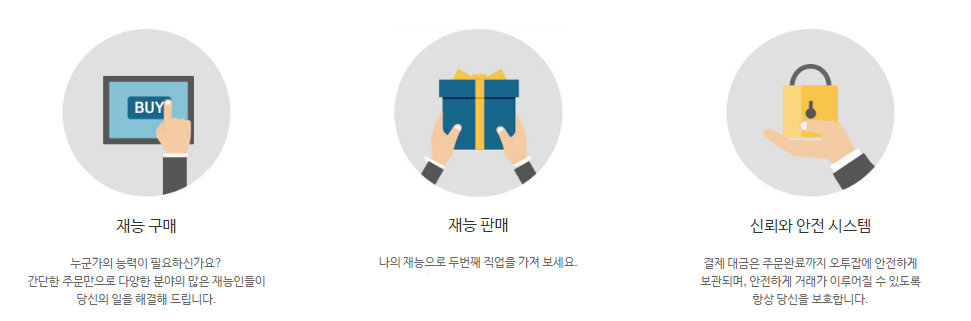 BUY
재능 구매
누군가의 능력이 필요하신가요?
간단한 주문만으로 다양한 분야의 많은 재능인들이
당신의 일을 해결해 드립니다.
재능 판매
나의 재능으로 두번째 직업을 가져 보세요.
신뢰와 안전 시스템
결제 대금은 주문완료까지 오투잡에 안전하게
보관되며, 안전하게 거래가 이루어질 수 있도록
항상 당신을 보호합니다.